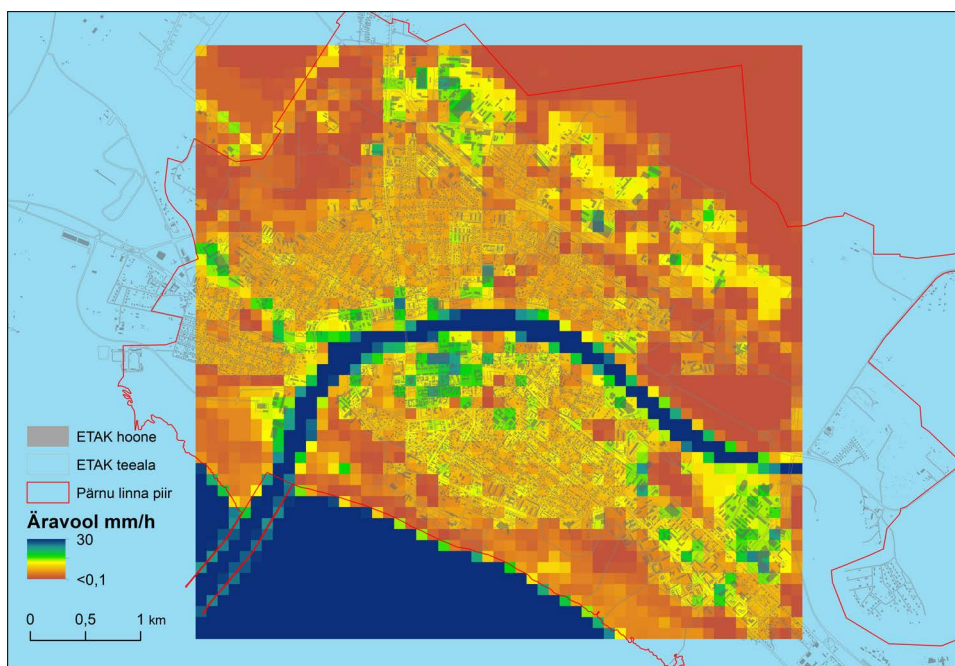 ETAK hoone
ETAK teeala
Pärnu linna piir
Äravool mm/h
30
<0,1
0 0,5 1 km